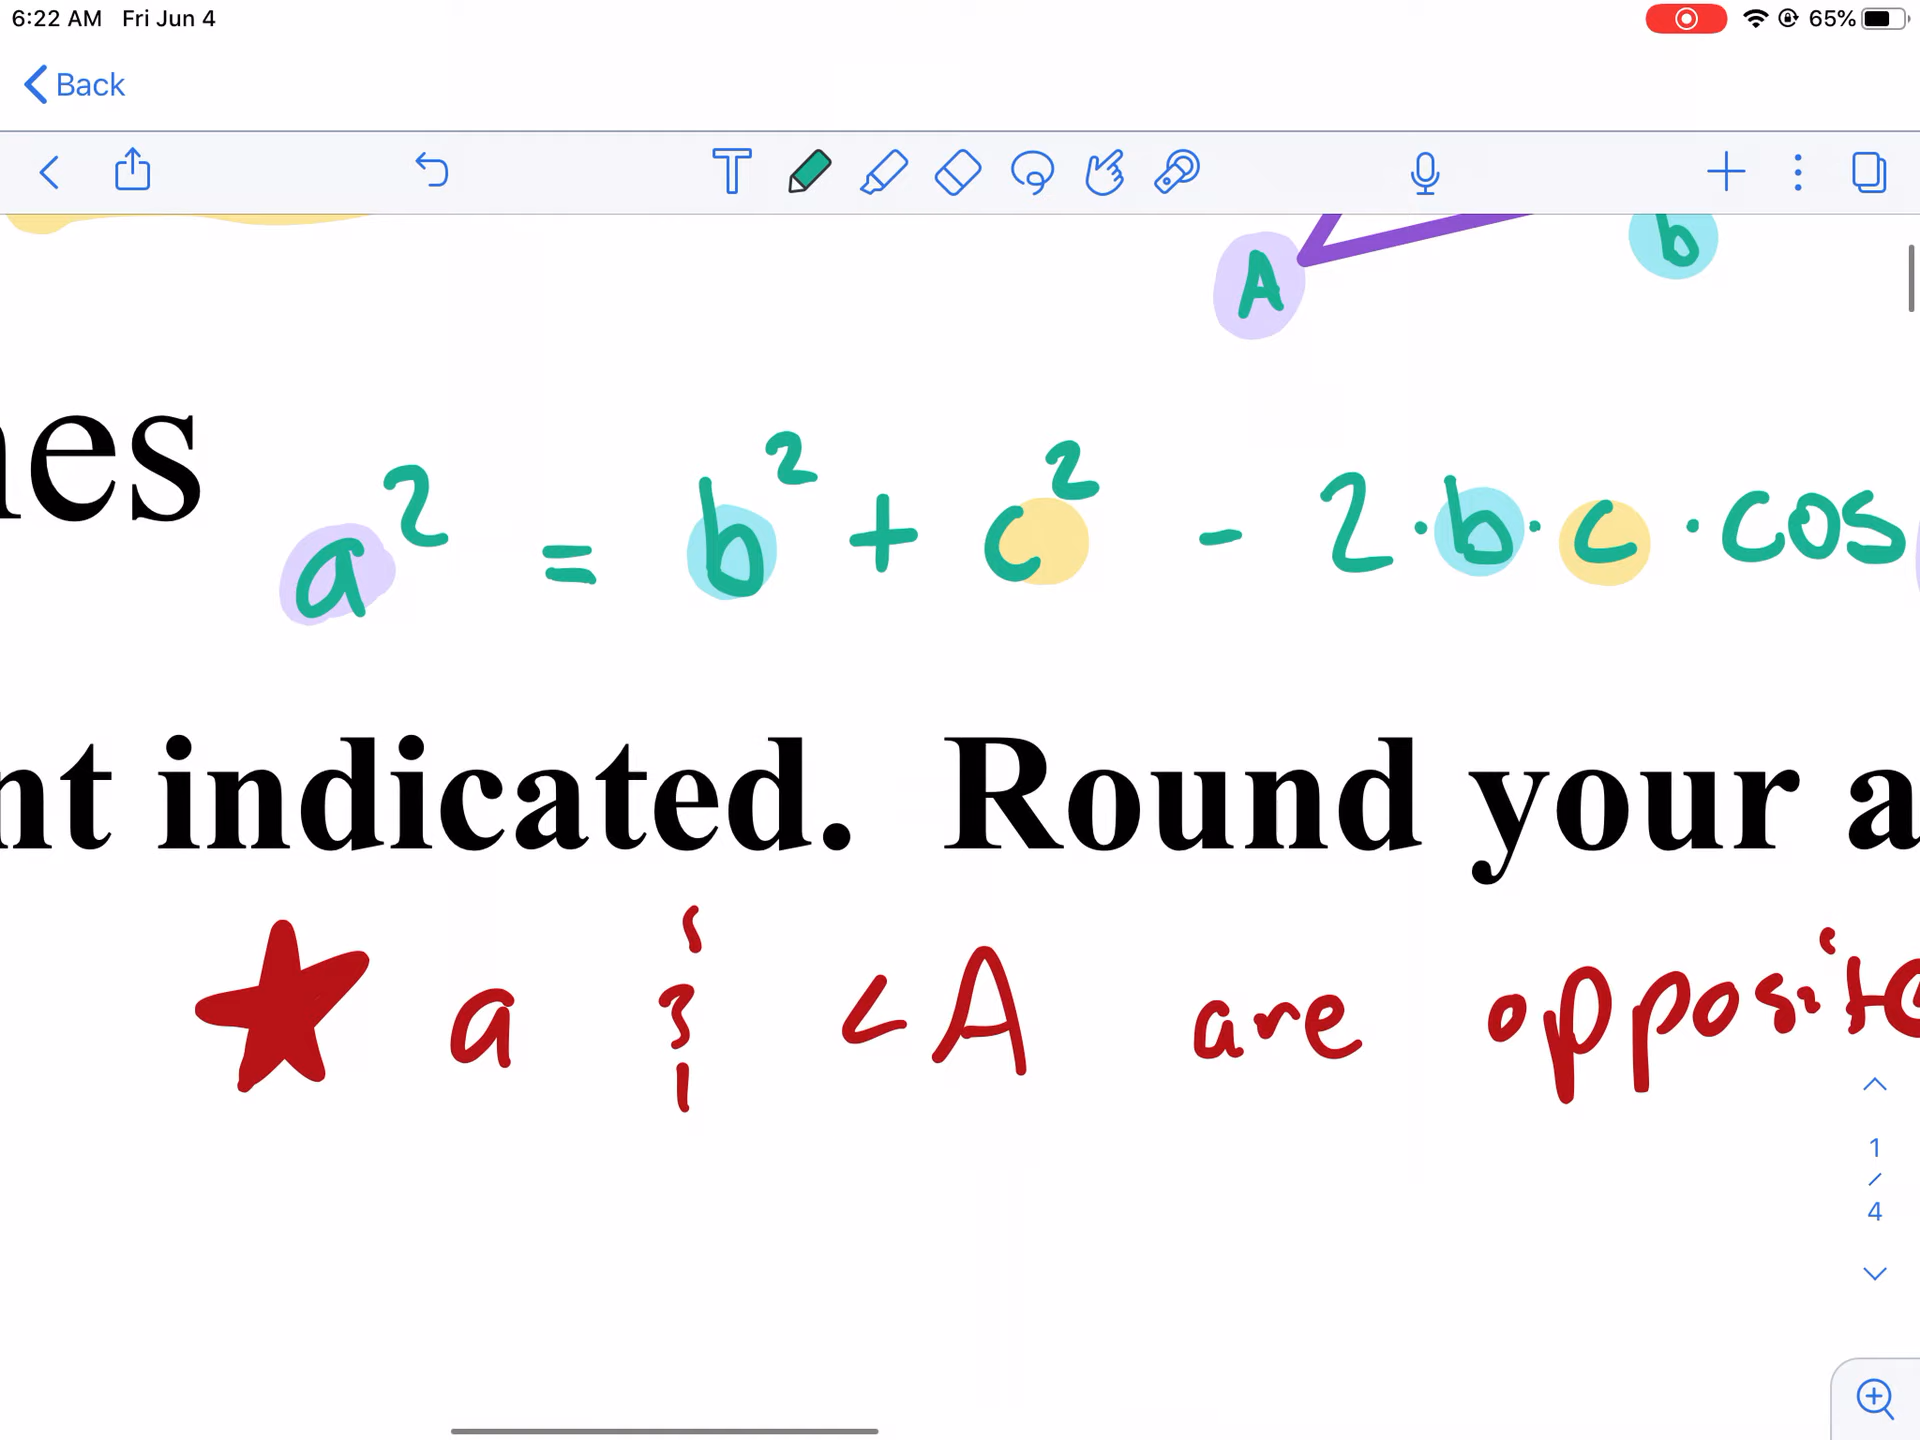 6:22 AM Fri Jun 4
65%
Back
b
A
nes a² = b² + c² - 2·b·c·cos
nt indicated. Round your a
a & <A are opposite
1
/
4